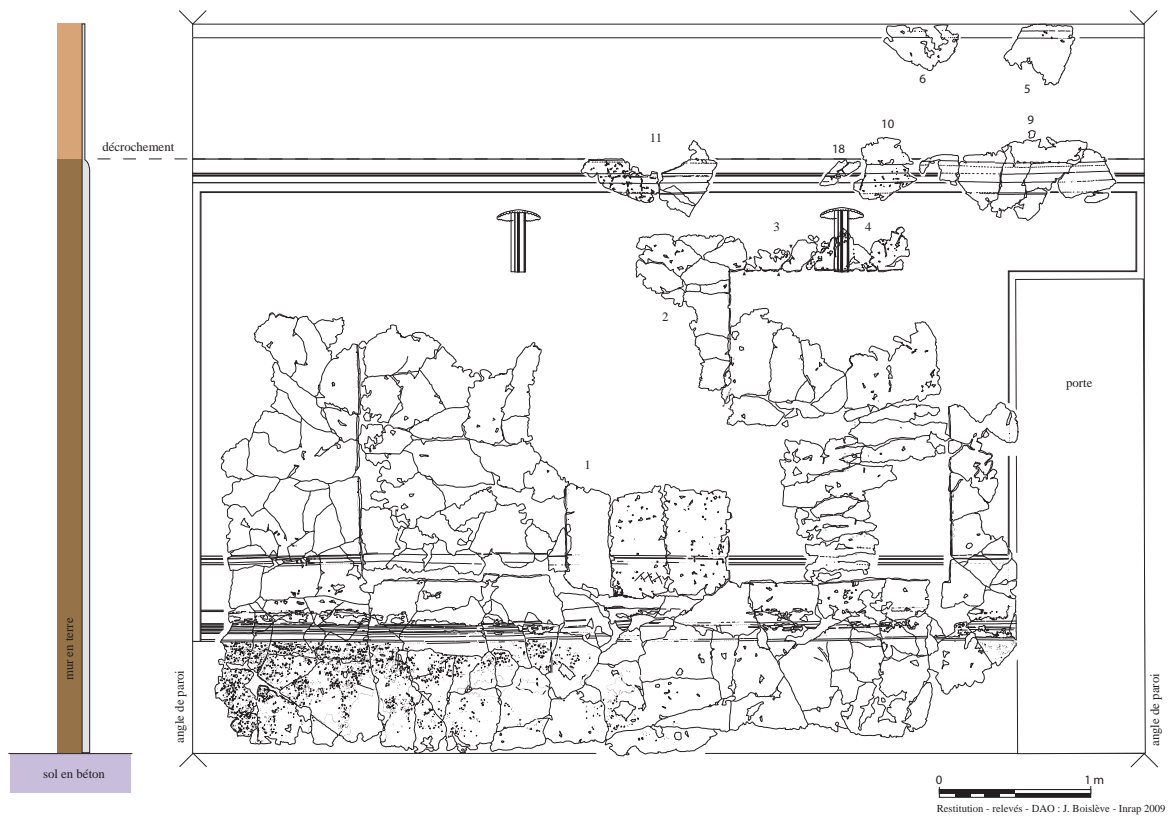 6
5
9
10
11
18
décrochement
3
4
2
porte
1
mur en terre
angle de paroi
angle de paroi
sol en béton
0
1 m
Restitution - relevés - DAO : J. Boislève - Inrap 2009